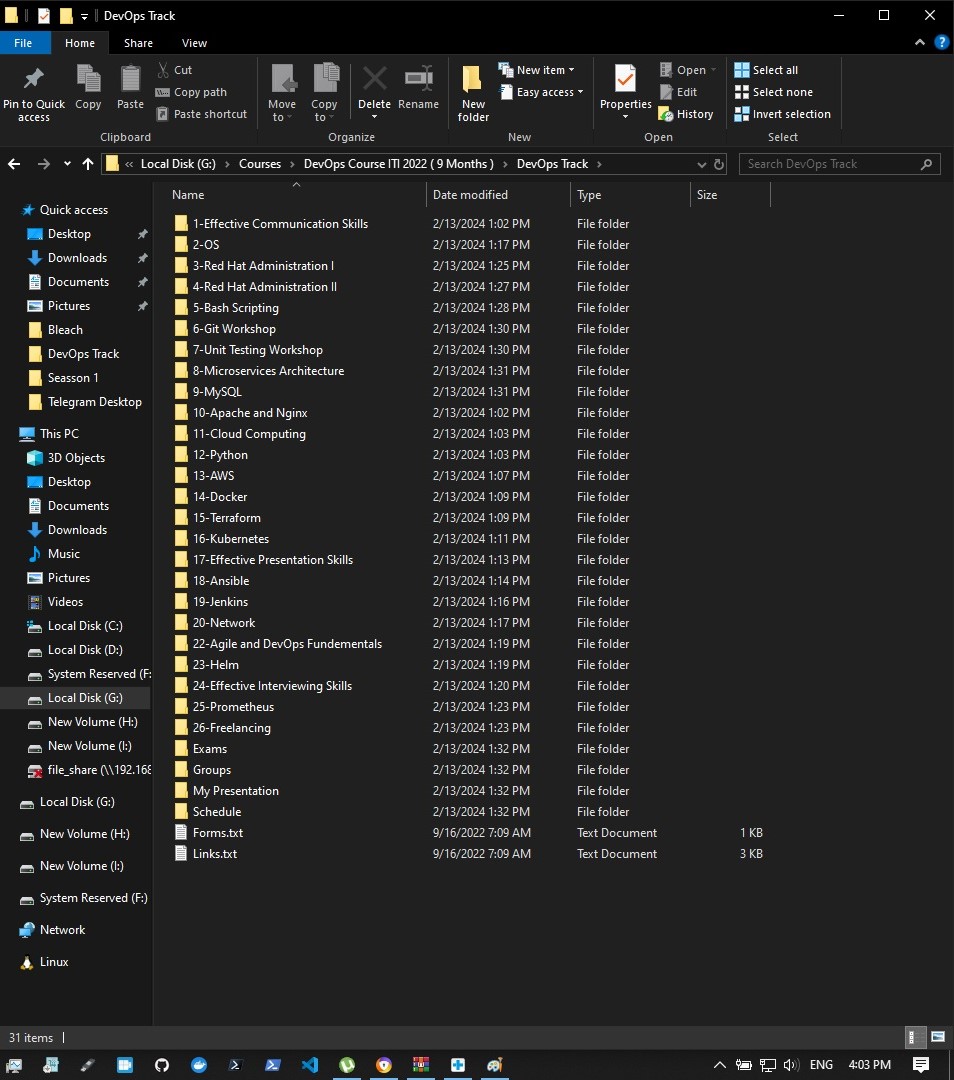 DevOps Track
File Home Share View
Pin to Quick access
Copy
Paste
Cut
Copy path
Paste shortcut
Clipboard
Move to
Copy to
Delete
Rename
Organize
New folder
New item
Easy access
New
Properties
Open
Edit
History
Open
Select all
Select none
Invert selection
Select
« Local Disk (G:) › Courses › DevOps Course ITI 2022 ( 9 Months ) › DevOps Track ›
Search DevOps Track
Quick access
Desktop
Downloads
Documents
Pictures
Bleach
DevOps Track
Seasson 1
Telegram Desktop
This PC
3D Objects
Desktop
Documents
Downloads
Music
Pictures
Videos
Local Disk (C:)
Local Disk (D:)
System Reserved (F:
Local Disk (G:)
New Volume (H:)
New Volume (I:)
file_share (\\192.168
Local Disk (G:)
New Volume (H:)
New Volume (I:)
System Reserved (F:)
Network
Linux
Name Date modified Type Size
1-Effective Communication Skills 2/13/2024 1:02 PM File folder
2-OS 2/13/2024 1:17 PM File folder
3-Red Hat Administration I 2/13/2024 1:25 PM File folder
4-Red Hat Administration II 2/13/2024 1:27 PM File folder
5-Bash Scripting 2/13/2024 1:28 PM File folder
6-Git Workshop 2/13/2024 1:30 PM File folder
7-Unit Testing Workshop 2/13/2024 1:30 PM File folder
8-Microservices Architecture 2/13/2024 1:31 PM File folder
9-MySQL 2/13/2024 1:31 PM File folder
10-Apache and Nginx 2/13/2024 1:02 PM File folder
11-Cloud Computing 2/13/2024 1:03 PM File folder
12-Python 2/13/2024 1:03 PM File folder
13-AWS 2/13/2024 1:07 PM File folder
14-Docker 2/13/2024 1:09 PM File folder
15-Terraform 2/13/2024 1:09 PM File folder
16-Kubernetes 2/13/2024 1:11 PM File folder
17-Effective Presentation Skills 2/13/2024 1:13 PM File folder
18-Ansible 2/13/2024 1:14 PM File folder
19-Jenkins 2/13/2024 1:16 PM File folder
20-Network 2/13/2024 1:17 PM File folder
22-Agile and DevOps Fundementals 2/13/2024 1:19 PM File folder
23-Helm 2/13/2024 1:19 PM File folder
24-Effective Interviewing Skills 2/13/2024 1:20 PM File folder
25-Prometheus 2/13/2024 1:23 PM File folder
26-Freelancing 2/13/2024 1:23 PM File folder
Exams 2/13/2024 1:32 PM File folder
Groups 2/13/2024 1:32 PM File folder
My Presentation 2/13/2024 1:32 PM File folder
Schedule 2/13/2024 1:32 PM File folder
Forms.txt 9/16/2022 7:09 AM Text Document 1 KB
Links.txt 9/16/2022 7:09 AM Text Document 3 KB
31 items
ENG 4:03 PM